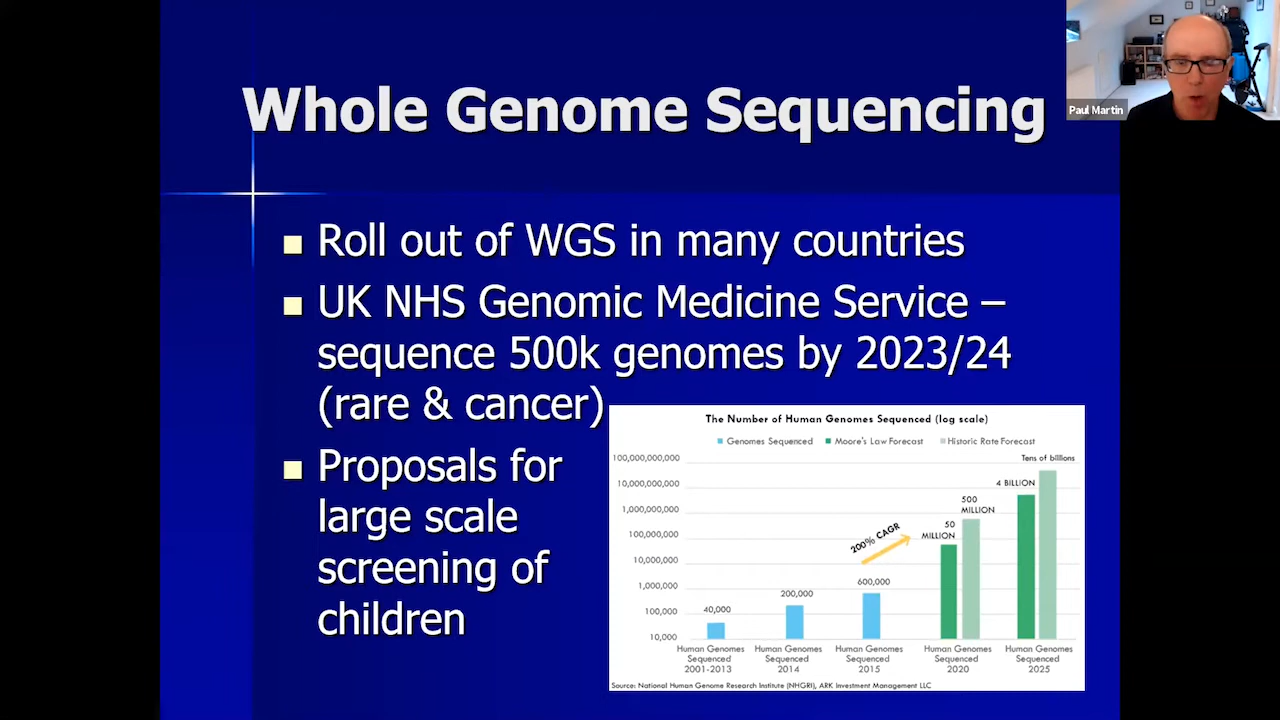 Whole Genome Sequencing
Paul Martin
Roll out of WGS in many countries
UK NHS Genomic Medicine Service –
sequence 500k genomes by 2023/24
(rare & cancer)
Proposals for
large scale
screening of
children
The Number of Human Genomes Sequenced (log scale)
Genomes Sequenced Moore's Law Forecast Historic Rate Forecast
100,000,000,000
10,000,000,000
1,000,000,000
100,000,000
10,000,000
1,000,000
100,000
10,000
40,000
200,000
600,000
200% CAGR
50
MILLION
500
MILLION
4 BILLION
Tens of billions
Human Genomes
Sequenced
2001-2013
Human Genomes
Sequenced
2014
Human Genomes
Sequenced
2015
Human Genomes
Sequenced
2020
Human Genomes
Sequenced
2025
Source: National Human Genome Research Institute (NHGRI), ARK Investment Management LLC